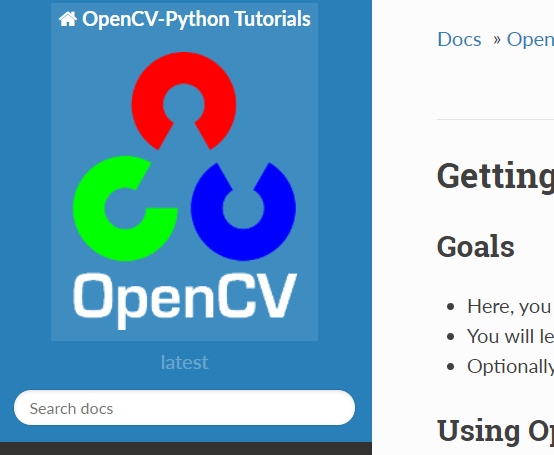 OpenCV-Python Tutorials
OpenCV
latest
Search docs
Docs » Open
Getting
Goals
Here, you
You will le
Optionally
Using Op